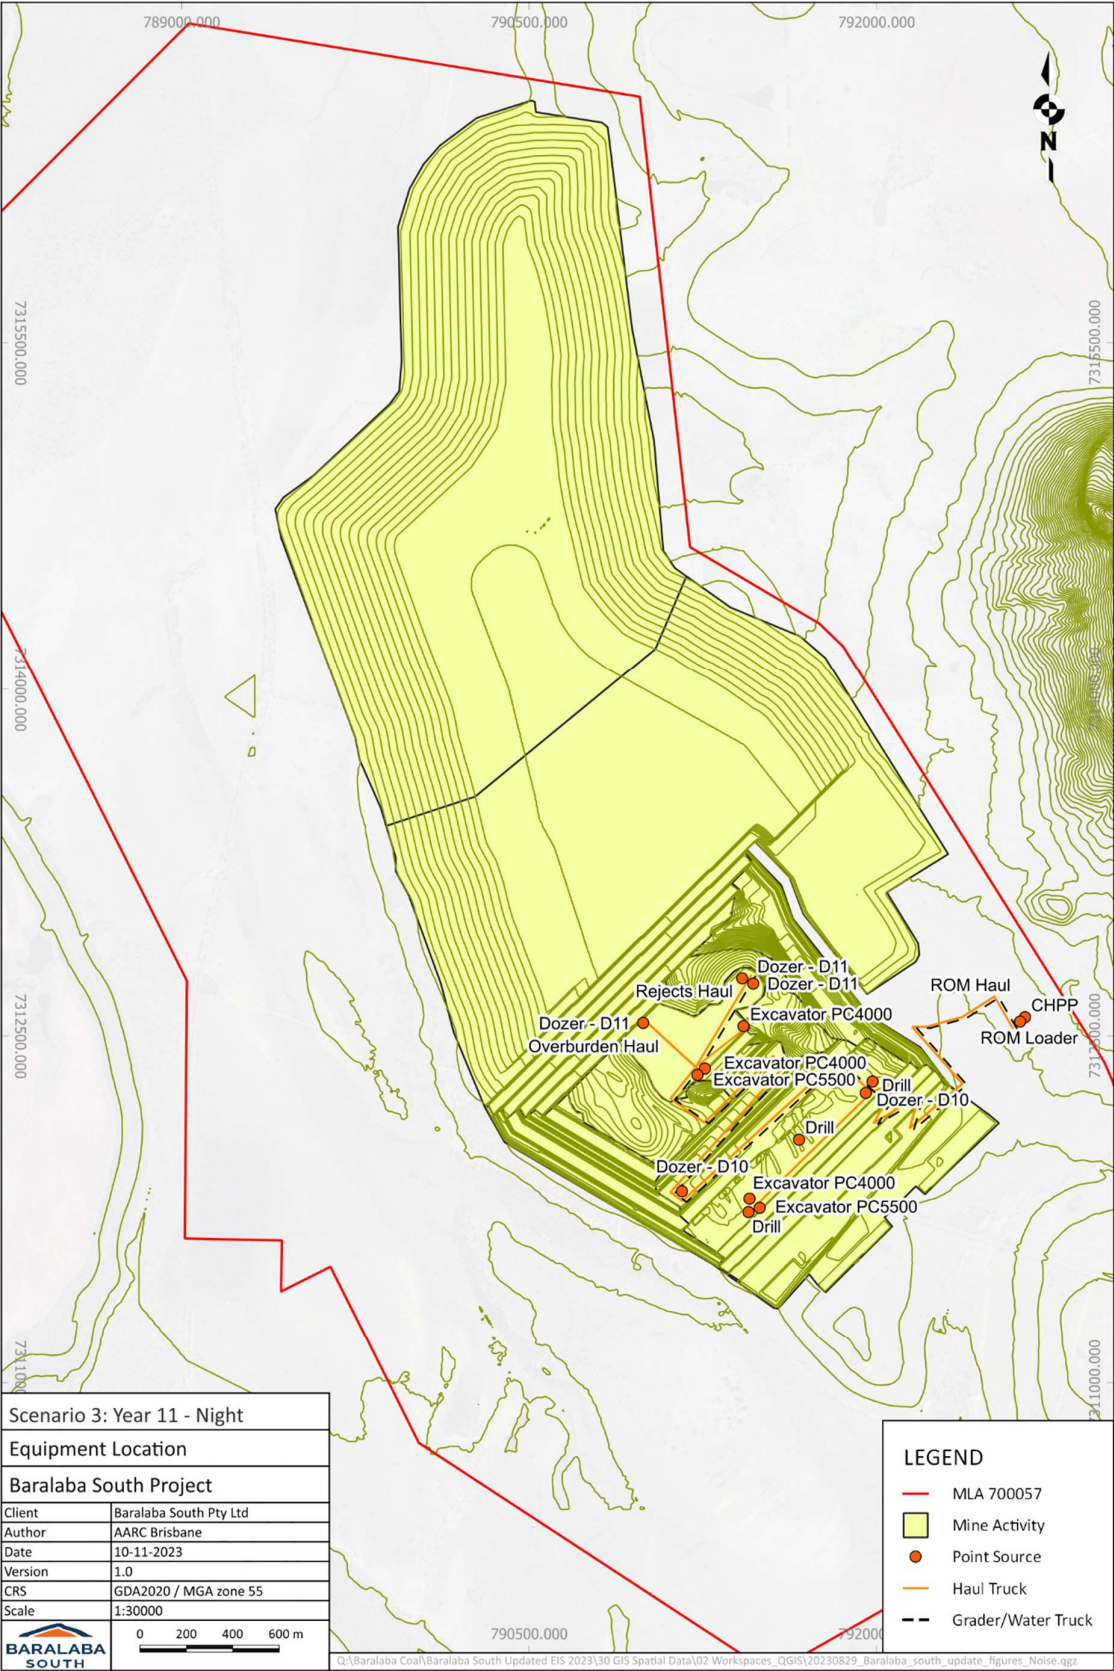 789000.000
790500.000
792000.000
N
7315500.000
7315500.000
7314000.000
7314000.000
Dozer - D11
Dozer - D11
Rejects Haul
ROM Haul
CHPP
Excavator PC4000
Dozer - D11
ROM Loader
Overburden Haul
7312500.000
7312500.000
Excavator PC4000
Excavator PC5500
Drill
Dozer - D10
Drill
Dozer - D10
Excavator PC4000
Excavator PC5500
Drill
7311000.000
Scenario 3: Year 11 - Night
Equipment Location
Baralaba South Project
Client Baralaba South Pty Ltd
Author AARC Brisbane
Date 10-11-2023
Version 1.0
CRS GDA2020 / MGA zone 55
Scale 1:30000
BARALABA
SOUTH
0 200 400 600 m
LEGEND
MLA 700057
Mine Activity
Point Source
Haul Truck
Grader/Water Truck
790500.000
Q:\Baralaba Coal\Baralaba South Updated EIS 2023\30 GIS Spatial Data\02 Workspaces_QGIS\20230829_Baralaba_south_update_figures_Noise.qgz